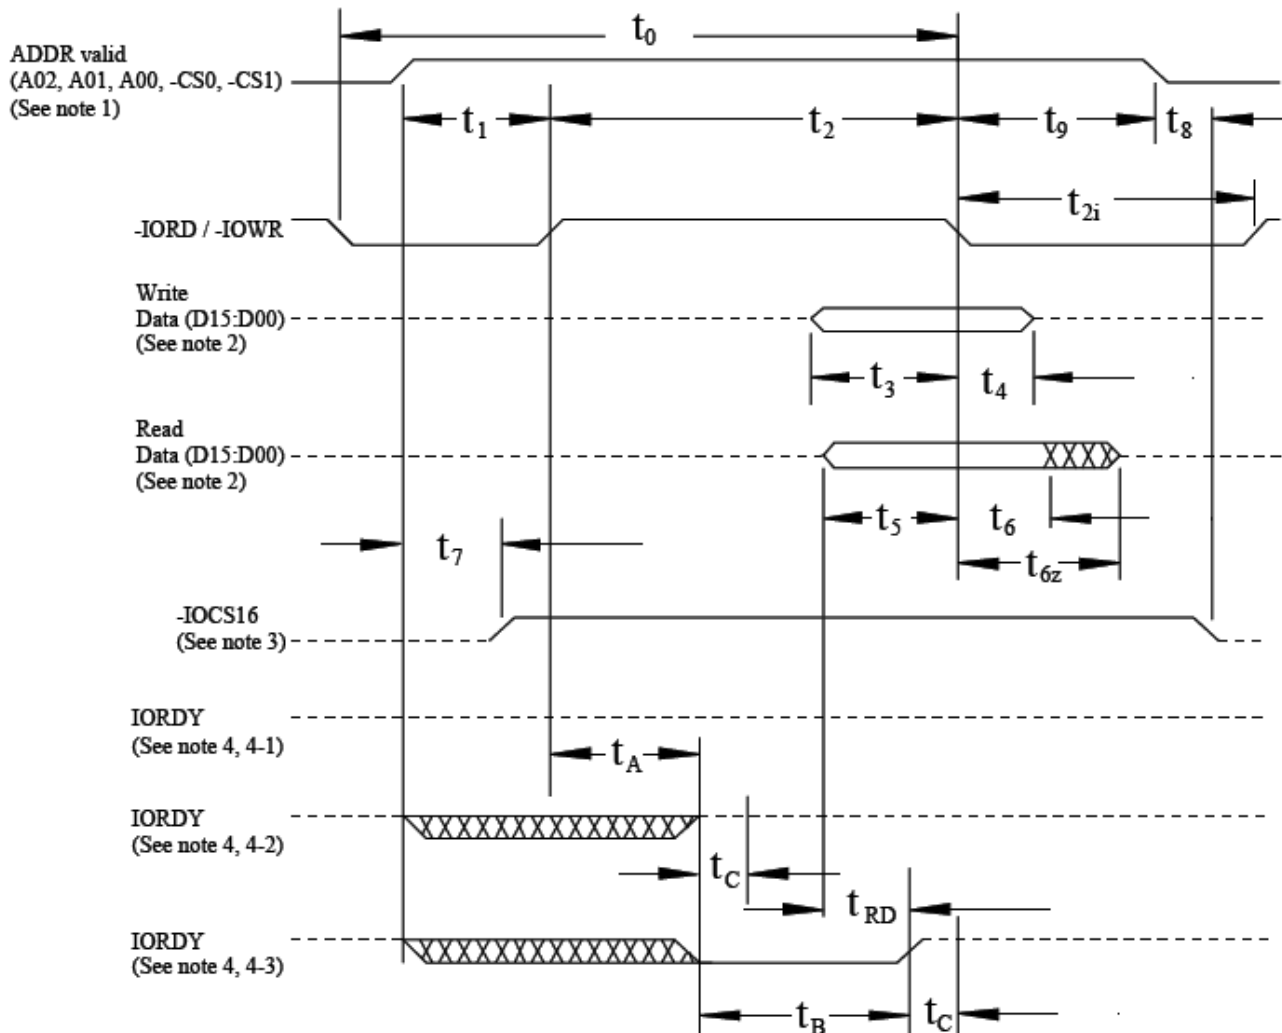 t0
ADDR valid
(A02, A01, A00, -CS0, -CS1)
(See note 1)
t1
t2
t9
t8
t2i
-IORD / -IOWR
Write
Data (D15:D00)
(See note 2)
t3
t4
Read
Data (D15:D00)
(See note 2)
t5
t6
t7
t6z
-IOCS16
(See note 3)
IORDY
(See note 4, 4-1)
tA
IORDY
(See note 4, 4-2)
tC
tRD
IORDY
(See note 4, 4-3)
tB
tC